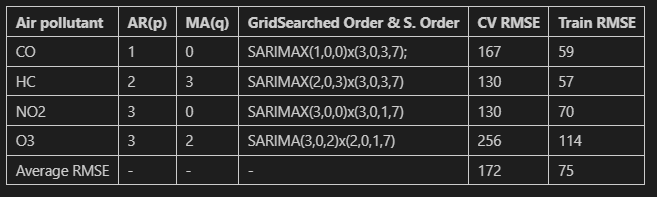 Air pollutant AR(p) MA(q) GridSearched Order & S. Order CV RMSE Train RMSE
CO 1 0 SARIMAX(1,0,0)x(3,0,3,7); 167 59
HC 2 3 SARIMAX(2,0,3)x(3,0,3,7) 130 57
NO2 3 0 SARIMAX(3,0,0)x(3,0,1,7) 130 70
O3 3 2 SARIMA(3,0,2)x(2,0,1,7) 256 114
Average RMSE - - - 172 75